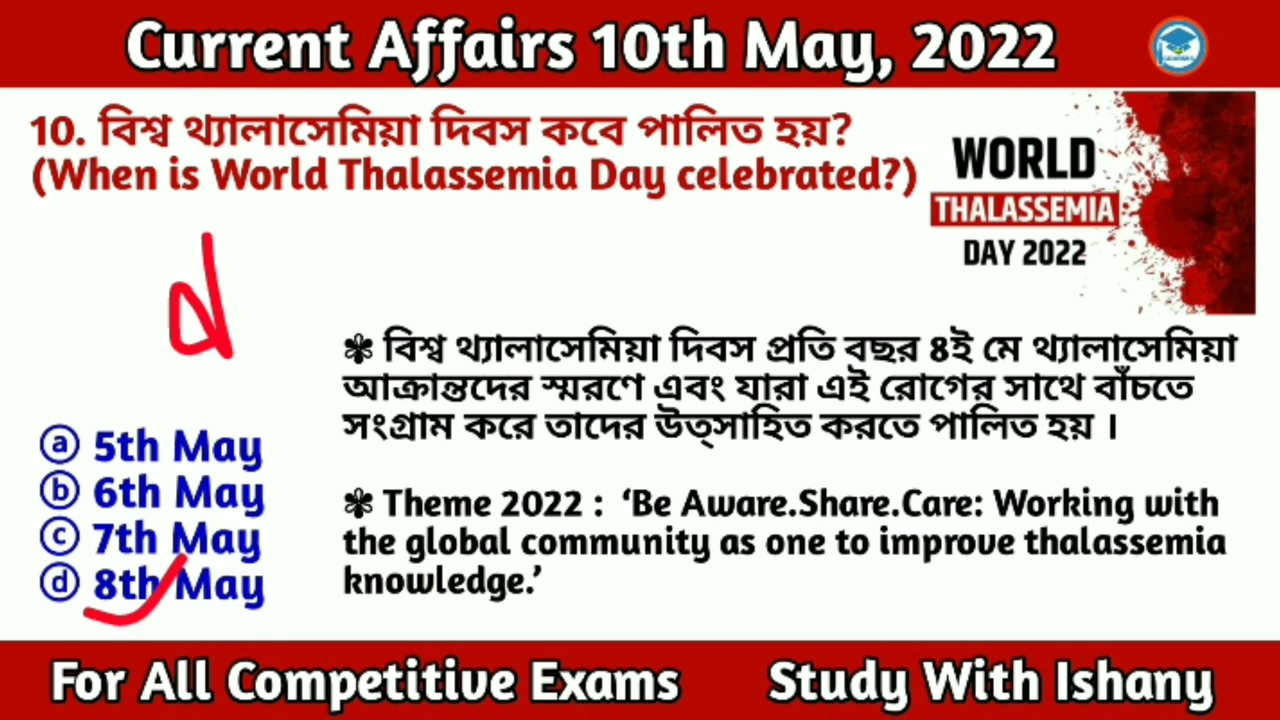 Current Affairs 10th May, 2022
10. বিশ্ব থ্যালাসেমিয়া দিবস কবে পালিত হয়?
(When is World Thalassemia Day celebrated?)
WORLD
THALASSEMIA
DAY 2022
d
✾ বিশ্ব থ্যালাসেমিয়া দিবস প্রতি বছর 8ই মে থ্যালাসেমিয়া
আক্রান্তদের স্মরণে এবং যারা এই রোগের সাথে বাঁচতে
সংগ্রাম করে তাদের উত্সাহিত করতে পালিত হয় ।
ⓐ 5th May
ⓑ 6th May
ⓒ 7th May
ⓓ 8th May
✾ Theme 2022 : ‘Be Aware.Share.Care: Working with
the global community as one to improve thalassemia
knowledge.’
For All Competitive Exams
Study With Ishany